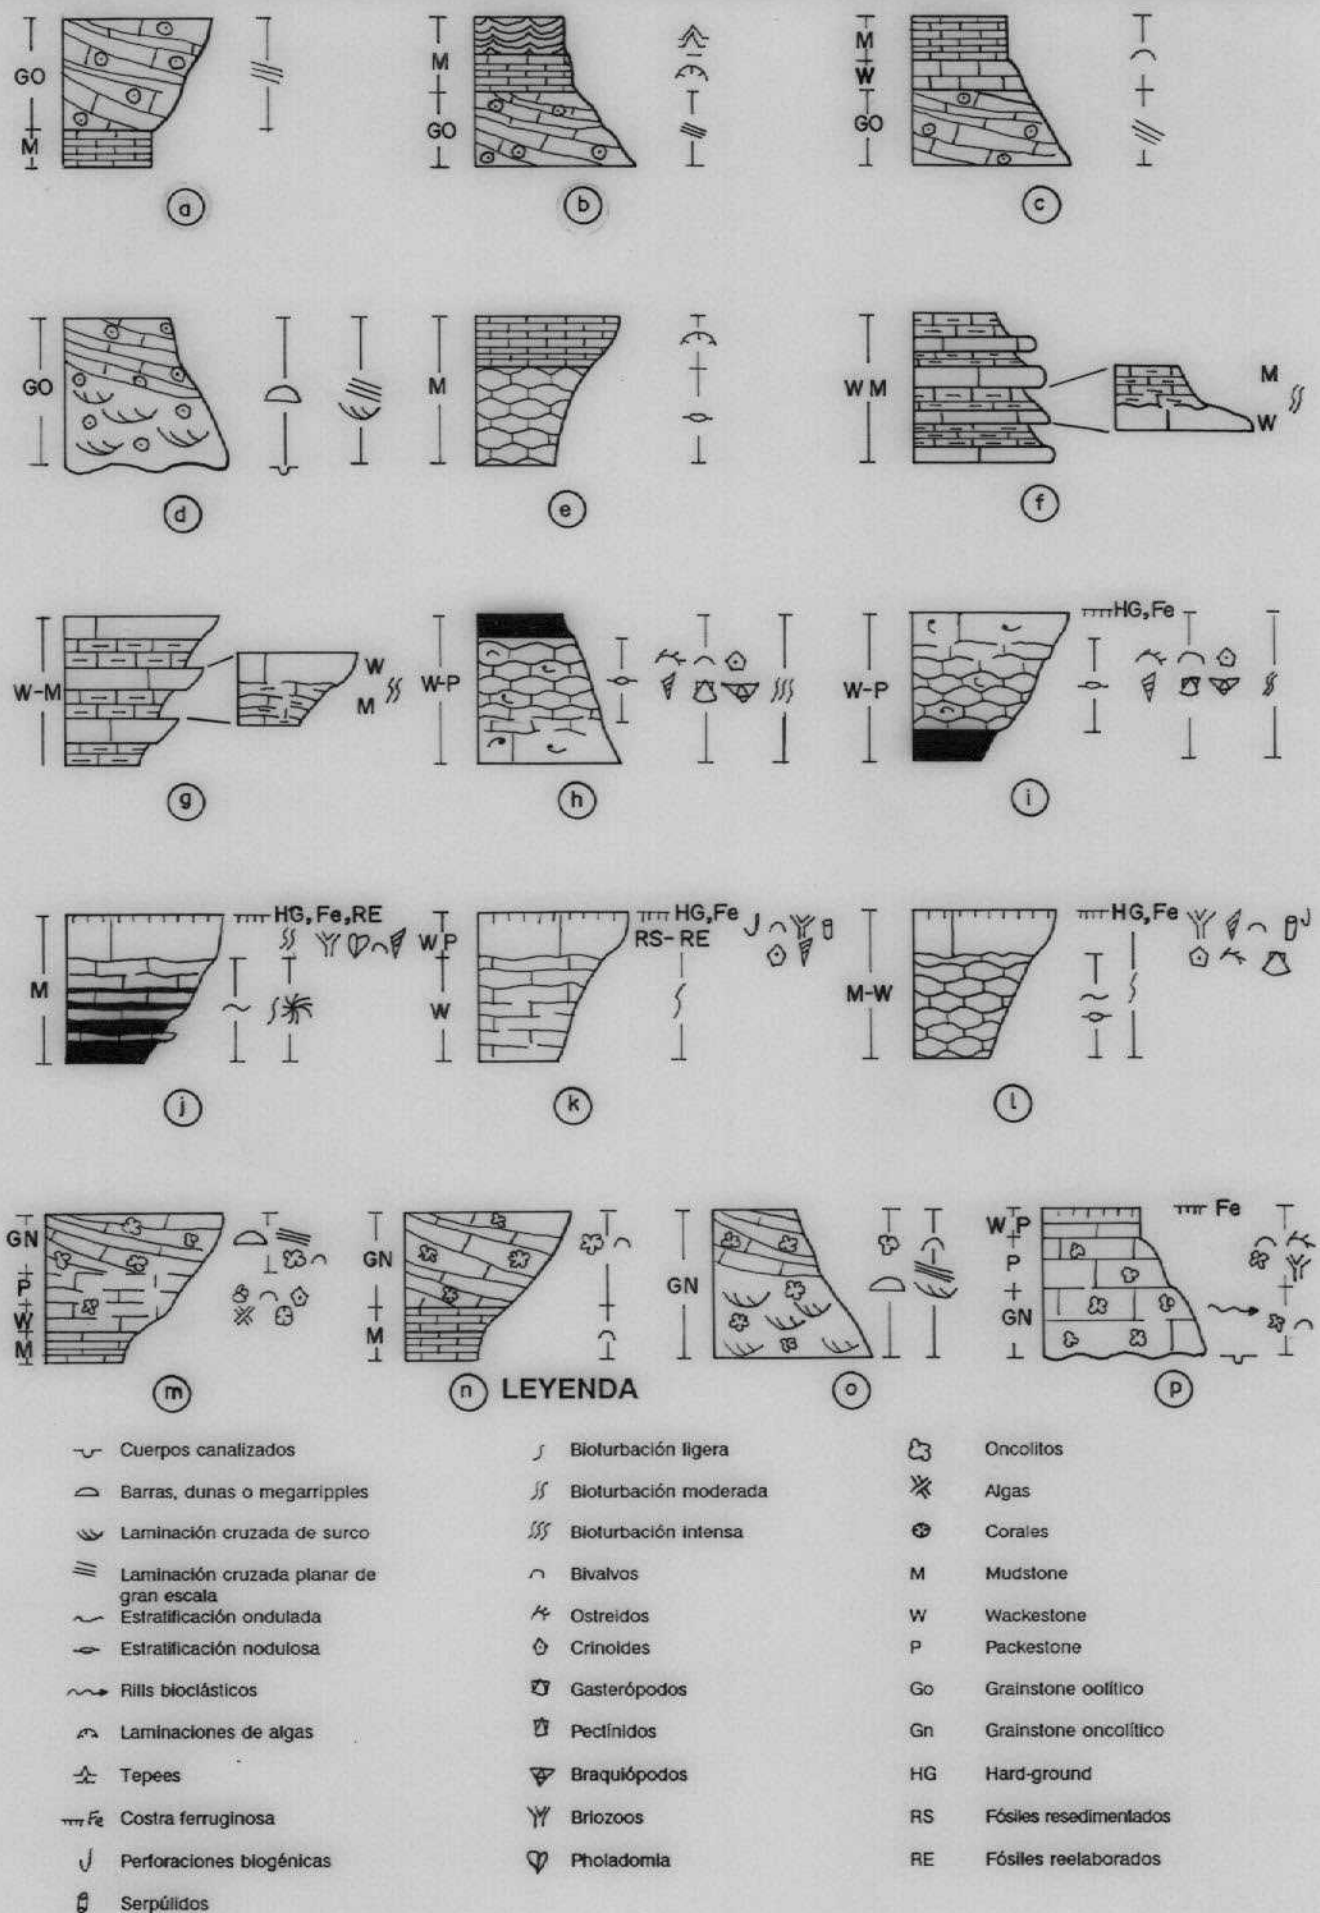 GO
M
a
M
GO
b
M
W
GO
c
GO
d
M
e
W M
M
W
f
W-M
W
M
g
W-P
h
W-P
HG, Fe
i
M
HG, Fe, RE
j
W P
W
HG, Fe
RS-RE
k
M-W
HG, Fe
l
GN
P
W
M
m
GN
M
n
GN
o
W P
P
GN
Fe
p
LEYENDA
Cuerpos canalizados
Barras, dunas o megarripples
Laminación cruzada de surco
Laminación cruzada planar de
gran escala
Estratificación ondulada
Estratificación nodulosa
Rills bioclásticos
Laminaciones de algas
Tepees
Fe Costra ferruginosa
Perforaciones biogénicas
Serpúlidos
Bioturbación ligera
Bioturbación moderada
Bioturbación intensa
Bivalvos
Ostreidos
Crinoides
Gasterópodos
Pectínidos
Braquiópodos
Briozoos
Pholadomia
Oncolitos
Algas
Corales
M Mudstone
W Wackestone
P Packestone
Go Grainstone oolítico
Gn Grainstone oncolítico
HG Hard-ground
RS Fósiles resedimentados
RE Fósiles reelaborados